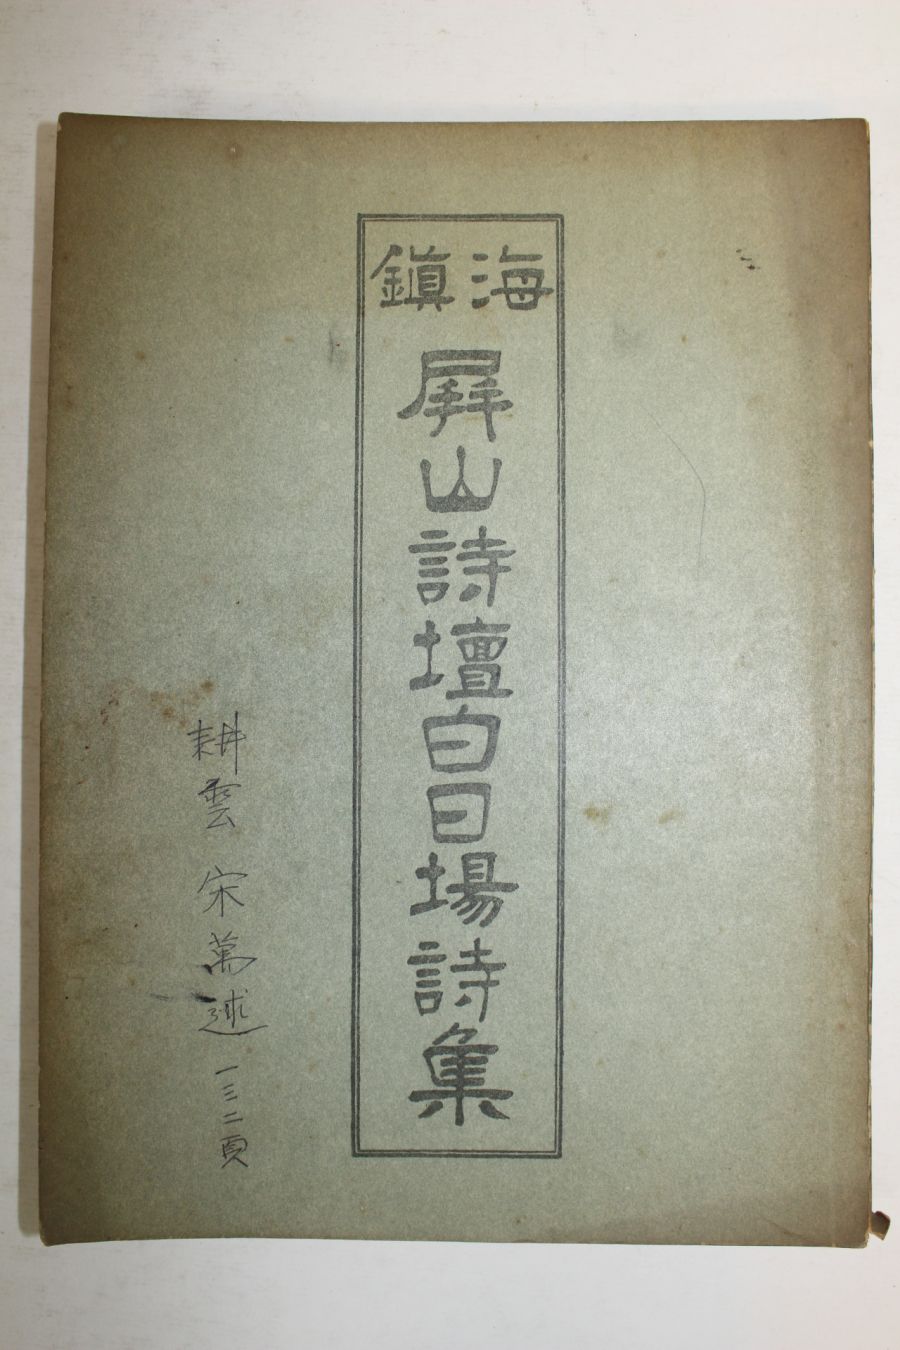 鎮海
屛山詩壇白日場詩集
耕雲 宋萬述 一三二頁